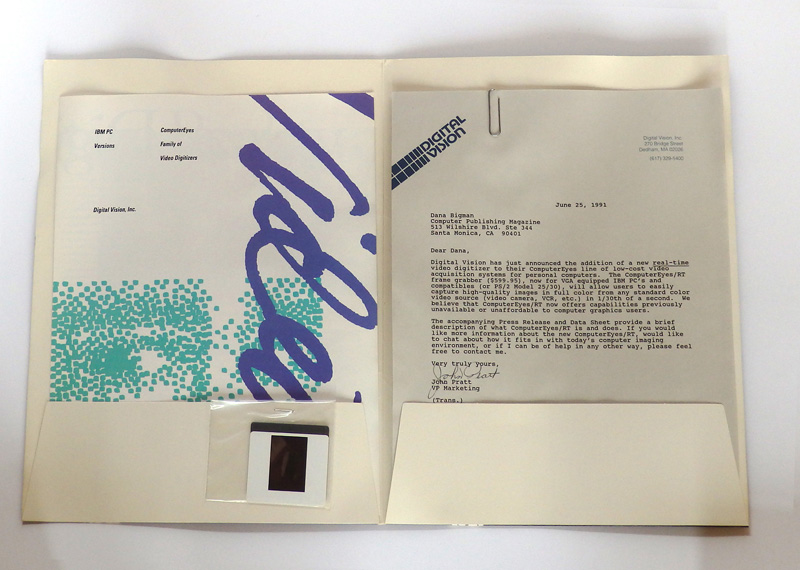 IBM PC
Versions
ComputerEyes
Family of
Video Digitizers
Digital Vision, Inc.
Video
DIGITAL
VISION
Digital Vision, Inc.
270 Bridge Street
Dedham, MA 02026
(617) 329-5400
June 25, 1991
Dana Bigman
Computer Publishing Magazine
513 Wilshire Blvd. Ste 344
Santa Monica, CA 90401
Dear Dana,
Digital Vision has just announced the addition of a new real-time
video digitizer to their ComputerEyes line of low-cost video
acquisition systems for personal computers. The ComputerEyes/RT
frame grabber ($599.95), now for VGA equipped IBM PC's and
compatibles (or PS/2 Model 25/30), will allow users to easily
capture high-quality images in full color from any standard color
video source (video camera, VCR, etc.) in 1/30th of a second. We
believe that ComputerEyes/RT now offers capabilities previously
unavailable or unaffordable to computer graphics users.
The accompanying Press Release and Data Sheet provide a brief
description of what ComputerEyes/RT is and does. If you would
like more information about the new ComputerEyes/RT, would like
to chat about how it fits in with today's computer imaging
environment, or if I can be of help in any other way, please feel
free to contact me.
Very truly yours,
John Pratt
John Pratt
VP Marketing
(Trans.)